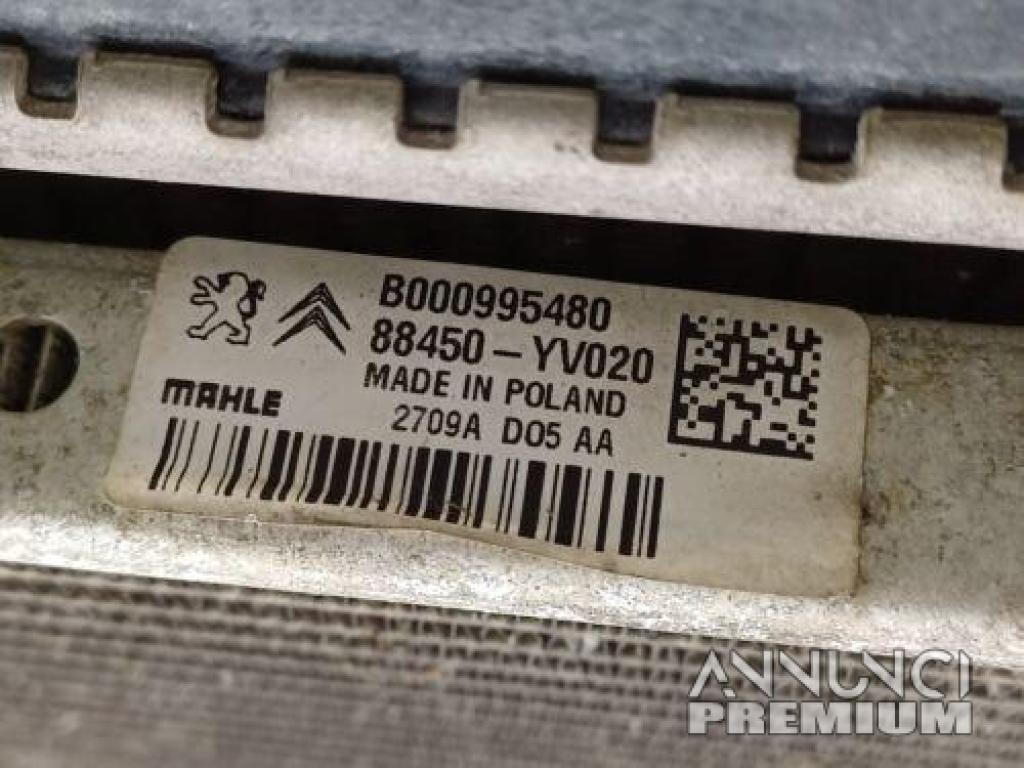 B000995480
88450-YV020
MADE IN POLAND
MAHLE
2709A D05 AA
ANNUNCI
PREMIUM